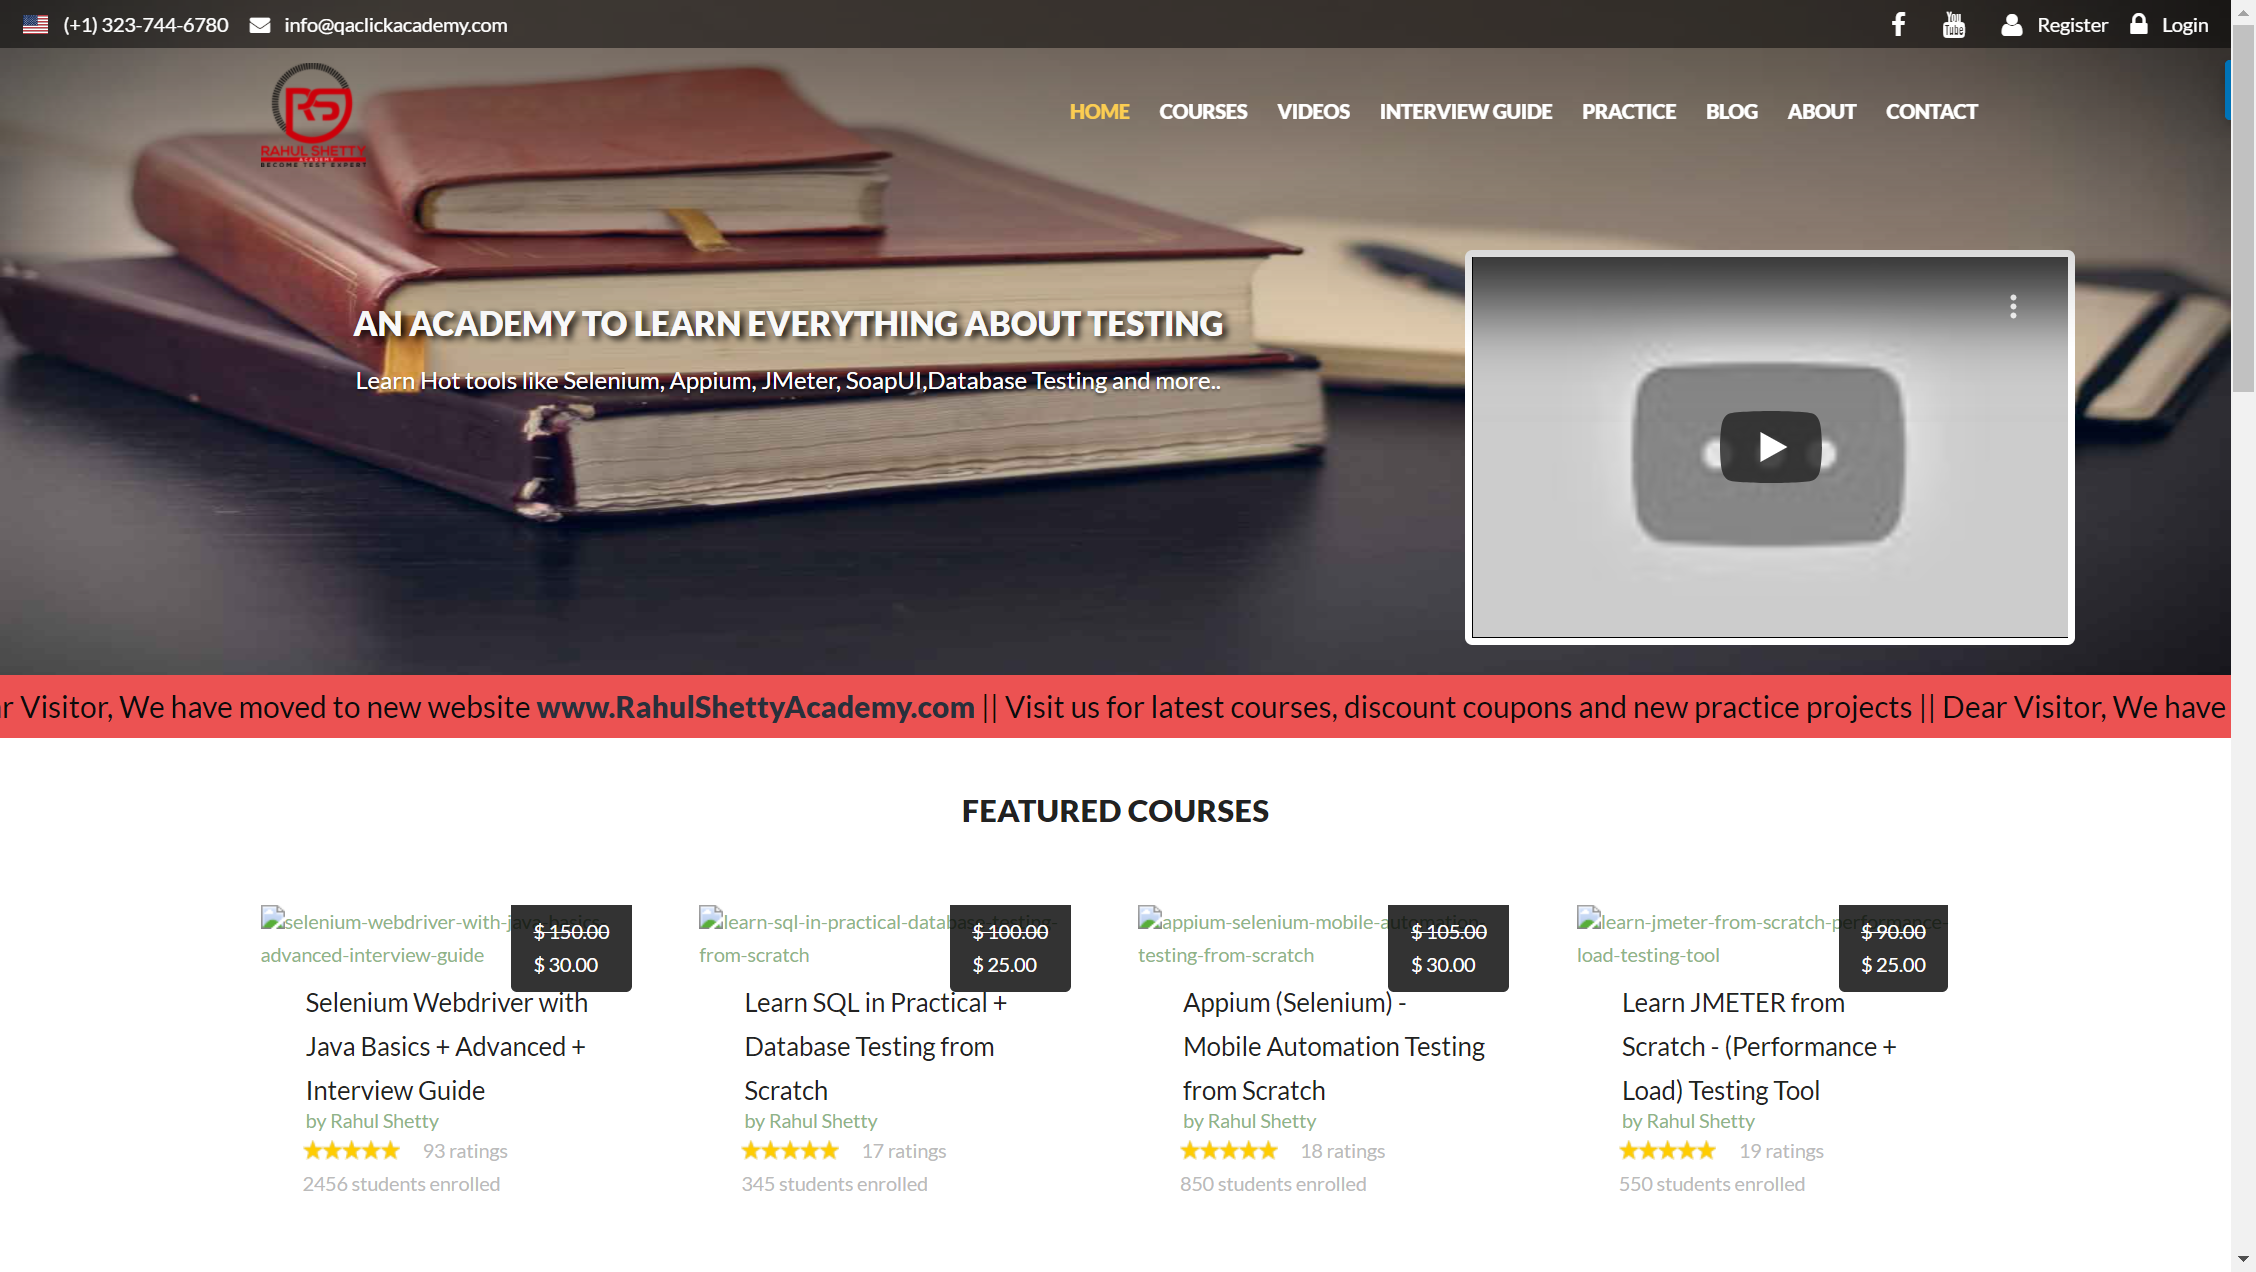 (+1) 323-744-6780 info@qaclickacademy.com You Tube Register Login
RAHUL SHETTY
ACADEMY
BECOME TEST EXPERT
HOME COURSES VIDEOS INTERVIEW GUIDE PRACTICE BLOG ABOUT CONTACT
AN ACADEMY TO LEARN EVERYTHING ABOUT TESTING
Learn Hot tools like Selenium, Appium, JMeter, SoapUI,Database Testing and more..
r Visitor, We have moved to new website www.RahulShettyAcademy.com || Visit us for latest courses, discount coupons and new practice projects || Dear Visitor, We have
FEATURED COURSES
selenium-webdriver-with-java-basics-
advanced-interview-guide
$ 150.00
$ 30.00
Selenium Webdriver with
Java Basics + Advanced +
Interview Guide
by Rahul Shetty
93 ratings
2456 students enrolled
learn-sql-in-practical-database-testing-
from-scratch
$ 100.00
$ 25.00
Learn SQL in Practical +
Database Testing from
Scratch
by Rahul Shetty
17 ratings
345 students enrolled
appium-selenium-mobile-automation-
testing-from-scratch
$ 105.00
$ 30.00
Appium (Selenium) -
Mobile Automation Testing
from Scratch
by Rahul Shetty
18 ratings
850 students enrolled
learn-jmeter-from-scratch-performance-
load-testing-tool
$ 90.00
$ 25.00
Learn JMETER from
Scratch - (Performance +
Load) Testing Tool
by Rahul Shetty
19 ratings
550 students enrolled